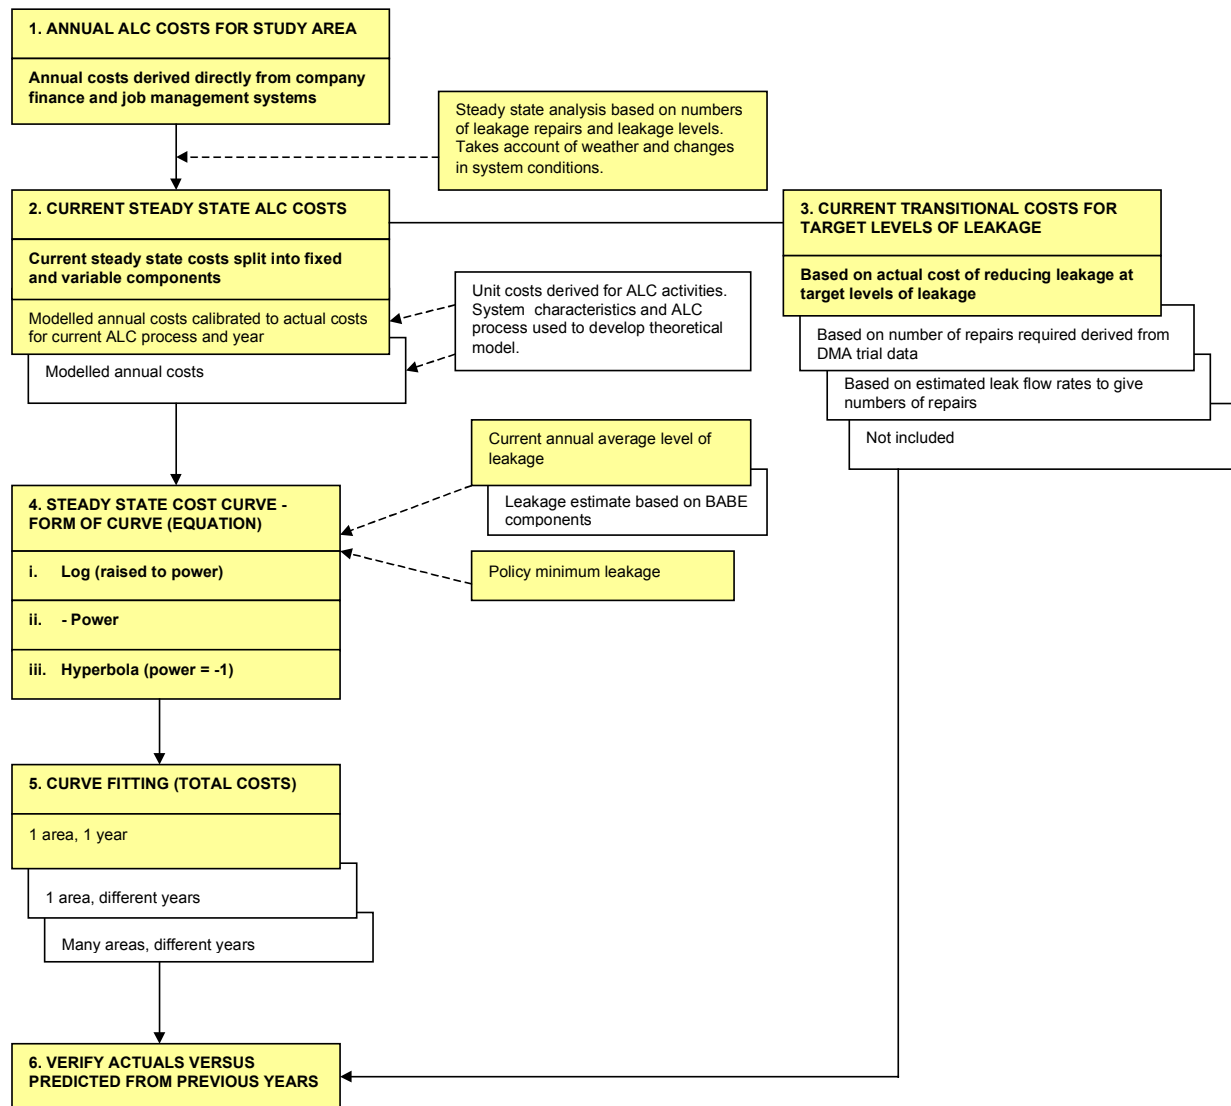 1. ANNUAL ALC COSTS FOR STUDY AREA
Annual costs derived directly from company
finance and job management systems
Steady state analysis based on numbers
of leakage repairs and leakage levels.
Takes account of weather and changes
in system conditions.
2. CURRENT STEADY STATE ALC COSTS
Current steady state costs split into fixed
and variable components
Modelled annual costs calibrated to actual costs
for current ALC process and year
Modelled annual costs
Unit costs derived for ALC activities.
System characteristics and ALC
process used to develop theoretical
model.
3. CURRENT TRANSITIONAL COSTS FOR
TARGET LEVELS OF LEAKAGE
Based on actual cost of reducing leakage at
target levels of leakage
Based on number of repairs required derived from
DMA trial data
Based on estimated leak flow rates to give
numbers of repairs
Not included
Current annual average level of
leakage
Leakage estimate based on BABE
components
Policy minimum leakage
4. STEADY STATE COST CURVE -
FORM OF CURVE (EQUATION)
i. Log (raised to power)
ii. - Power
iii. Hyperbola (power = -1)
5. CURVE FITTING (TOTAL COSTS)
1 area, 1 year
1 area, different years
Many areas, different years
6. VERIFY ACTUALS VERSUS
PREDICTED FROM PREVIOUS YEARS